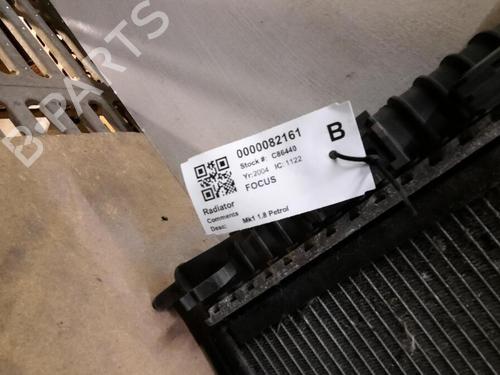 0000082161
B
Stock #: C86440
Yr:2004 IC:1122
FOCUS
Radiator
Comments
Desc: Mk1 1.8 Petrol
B-PARTS